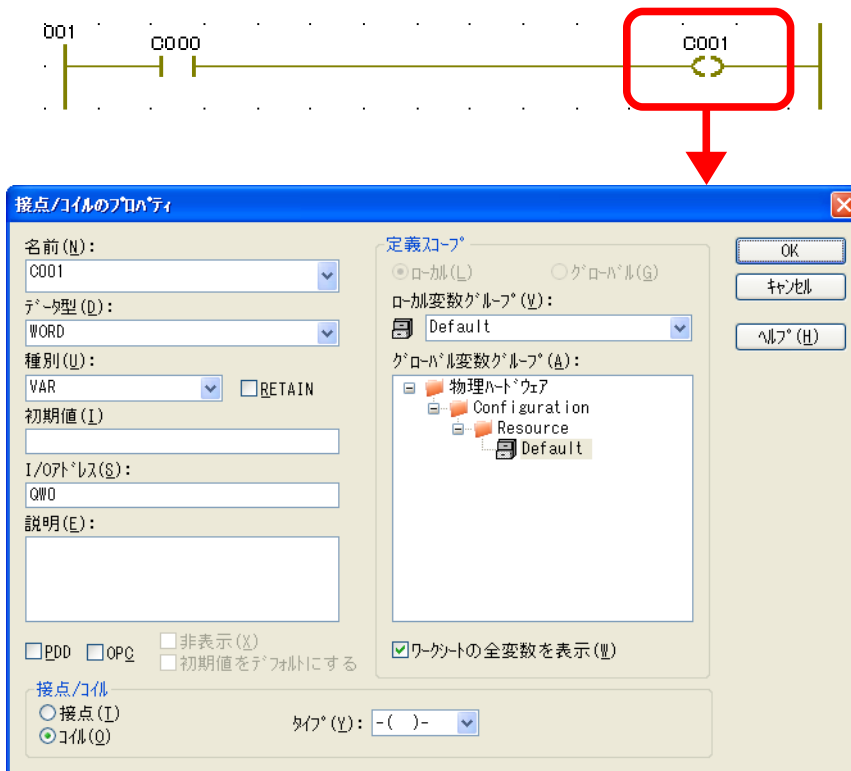 001
C000
C001
接点/コイルのプロパティ
名前(N):
C001
データ型(D):
WORD
種別(U):
VAR
RETAIN
初期値(I)
I/Oアドレス(S):
QW0
説明(E):
PDD
OPC
非表示(X)
初期値をデフォルトにする
定義スコープ
ローカル(L)
グローバル(G)
ローカル変数グループ(V):
Default
グローバル変数グループ(A):
物理ハードウェア
Configuration
Resource
Default
ワークシートの全変数を表示(W)
OK
キャンセル
ヘルプ(H)
接点/コイル
接点(T)
コイル(O)
タイプ(Y):
-( )-